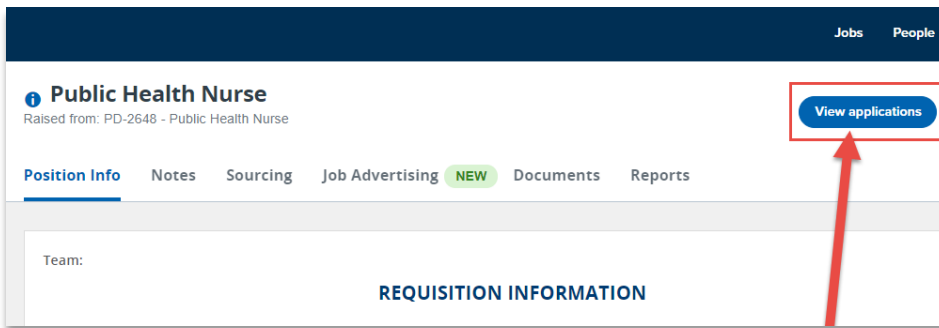 Jobs People
Public Health Nurse
Raised from: PD-2648 - Public Health Nurse
View applications
Position Info Notes Sourcing Job Advertising NEW Documents Reports
Team:
REQUISITION INFORMATION